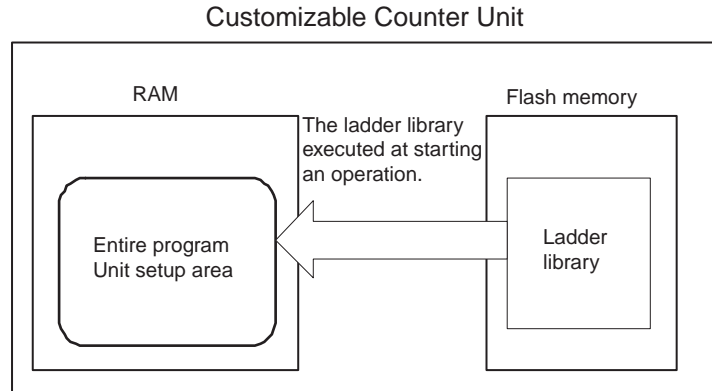 Customizable Counter Unit
RAM
Flash memory
The ladder library
executed at starting
an operation.
Entire program
Unit setup area
Ladder
library